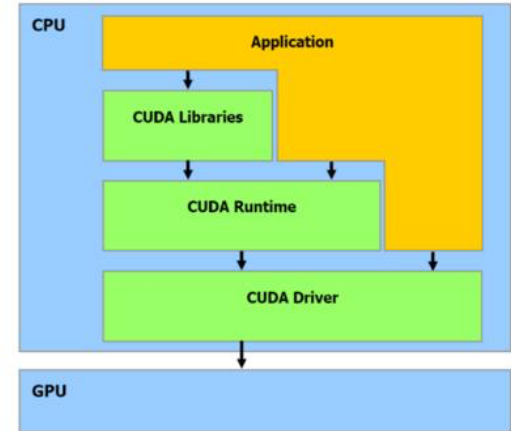 CPU
Application
CUDA Libraries
CUDA Runtime
CUDA Driver
GPU